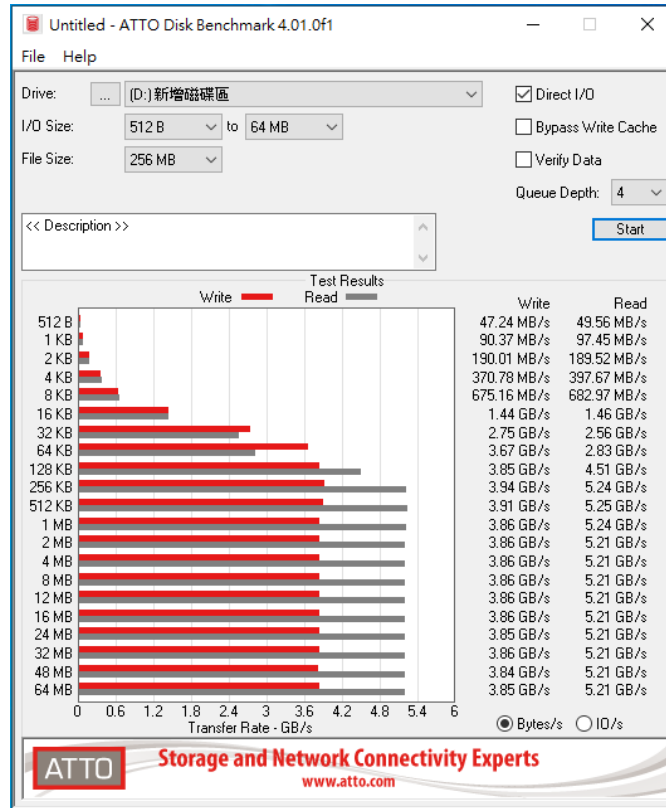 Untitled - ATTO Disk Benchmark 4.01.0f1
File Help
Drive: ... (D:)新增磁碟區
Direct I/O
I/O Size: 512 B to 64 MB
Bypass Write Cache
File Size: 256 MB
Verify Data
Queue Depth: 4
<< Description >>
Start
Test Results
Write Read
Write Read
512 B 47.24 MB/s 49.56 MB/s
1 KB 90.37 MB/s 97.45 MB/s
2 KB 190.01 MB/s 189.52 MB/s
4 KB 370.78 MB/s 397.67 MB/s
8 KB 675.16 MB/s 682.97 MB/s
16 KB 1.44 GB/s 1.46 GB/s
32 KB 2.75 GB/s 2.56 GB/s
64 KB 3.67 GB/s 2.83 GB/s
128 KB 3.85 GB/s 4.51 GB/s
256 KB 3.94 GB/s 5.24 GB/s
512 KB 3.91 GB/s 5.25 GB/s
1 MB 3.86 GB/s 5.24 GB/s
2 MB 3.86 GB/s 5.21 GB/s
4 MB 3.86 GB/s 5.21 GB/s
8 MB 3.86 GB/s 5.21 GB/s
12 MB 3.86 GB/s 5.21 GB/s
16 MB 3.86 GB/s 5.21 GB/s
24 MB 3.85 GB/s 5.21 GB/s
32 MB 3.86 GB/s 5.21 GB/s
48 MB 3.84 GB/s 5.21 GB/s
64 MB 3.85 GB/s 5.21 GB/s
0 0.6 1.2 1.8 2.4 3 3.6 4.2 4.8 5.4 6
Transfer Rate - GB/s
Bytes/s IO/s
ATTO
Storage and Network Connectivity Experts
www.atto.com